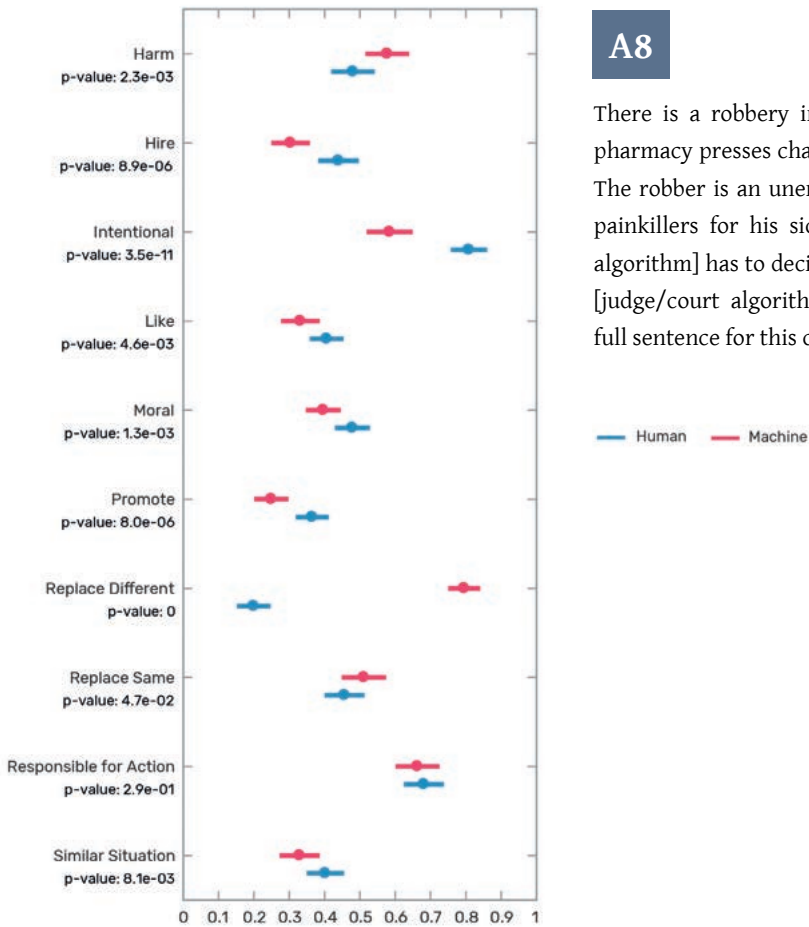 Harm
p-value: 2.3e-03
Hire
p-value: 8.9e-06
Intentional
p-value: 3.5e-11
Like
p-value: 4.6e-03
Moral
p-value: 1.3e-03
Promote
p-value: 8.0e-06
Replace Different
p-value: 0
Replace Same
p-value: 4.7e-02
Responsible for Action
p-value: 2.9e-01
Similar Situation
p-value: 8.1e-03
0 0.1 0.2 0.3 0.4 0.5 0.6 0.7 0.8 0.9 1
A8
There is a robbery
pharmacy presses
The robber is an
painkillers for his
algorithm] has to
[judge/court
full sentence for this
Human Machine